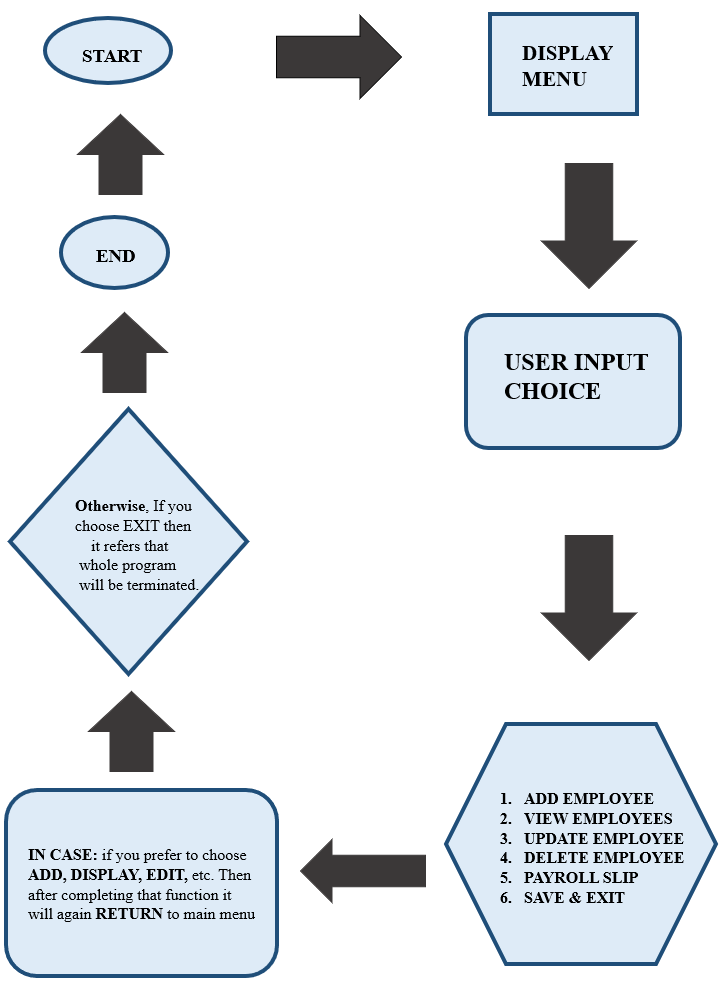 START
DISPLAY
MENU
END
USER INPUT
CHOICE
Otherwise, If you
choose EXIT then
it refers that
whole program
will be terminated.
1. ADD EMPLOYEE
2. VIEW EMPLOYEES
3. UPDATE EMPLOYEE
4. DELETE EMPLOYEE
5. PAYROLL SLIP
6. SAVE & EXIT
IN CASE: if you prefer to choose
ADD, DISPLAY, EDIT, etc. Then
after completing that function it
will again RETURN to main menu